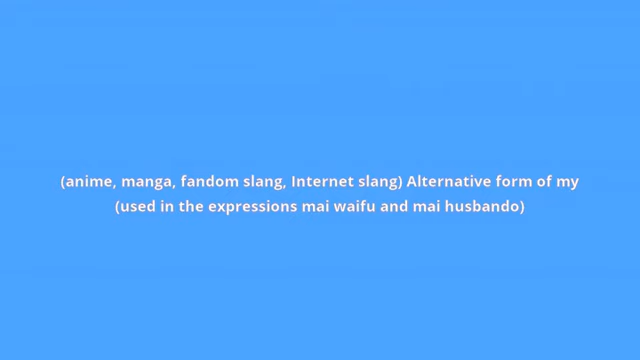 (anime, manga, fandom slang, Internet slang) Alternative form of my
(used in the expressions mai waifu and mai husbando)